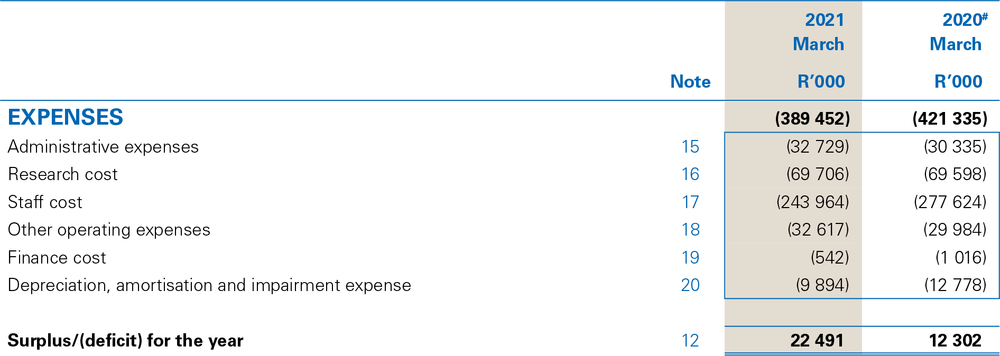 2021 2020#
March March
Note R’000 R’000
EXPENSES (389 452) (421 335)
Administrative expenses 15 (32 729) (30 335)
Research cost 16 (69 706) (69 598)
Staff cost 17 (243 964) (277 624)
Other operating expenses 18 (32 617) (29 984)
Finance cost 19 (542) (1 016)
Depreciation, amortisation and impairment expense 20 (9 894) (12 778)
Surplus/(deficit) for the year 12 22 491 12 302